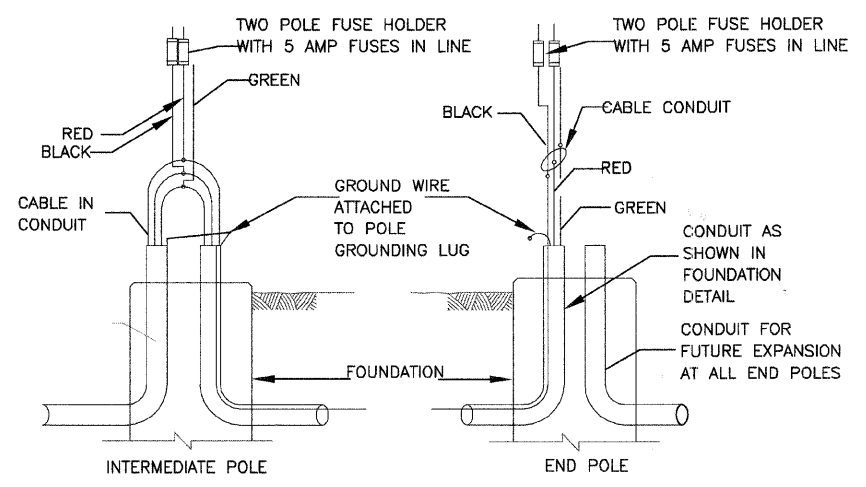 TWO POLE FUSE HOLDER
WITH 5 AMP FUSES IN LINE
GREEN
RED
BLACK
CABLE IN
CONDUIT
GROUND WIRE
ATTACHED
TO POLE
GROUNDING LUG
FOUNDATION
INTERMEDIATE POLE
TWO POLE FUSE HOLDER
WITH 5 AMP FUSES IN LINE
BLACK
CABLE CONDUIT
RED
GREEN
CONDUIT AS
SHOWN IN
FOUNDATION
DETAIL
CONDUIT FOR
FUTURE EXPANSION
AT ALL END POLES
END POLE